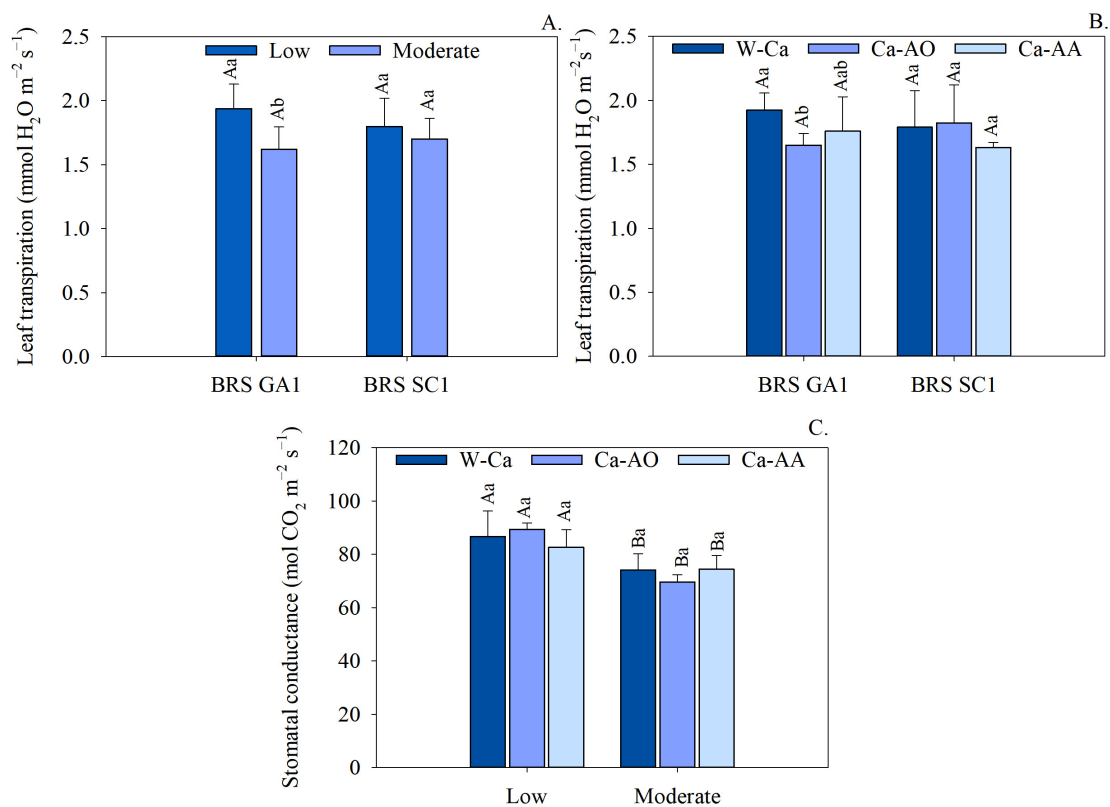 A.
Leaf transpiration (mmol H₂O m⁻² s⁻¹)
2.5
2.0
1.5
1.0
0.5
0.0
Low Moderate
Aa
Ab
Aa
Aa
BRS GA1 BRS SC1
B.
Leaf transpiration (mmol H₂O m⁻² s⁻¹)
2.5
2.0
1.5
1.0
0.5
0.0
W-Ca Ca-AO Ca-AA
Aa
Ab
Aab
Aa
Aa
Aa
BRS GA1 BRS SC1
C.
Stomatal conductance (mol CO₂ m⁻² s⁻¹)
120
100
80
60
40
20
0
W-Ca Ca-AO Ca-AA
Aa
Aa
Aa
Ba
Ba
Ba
Low Moderate